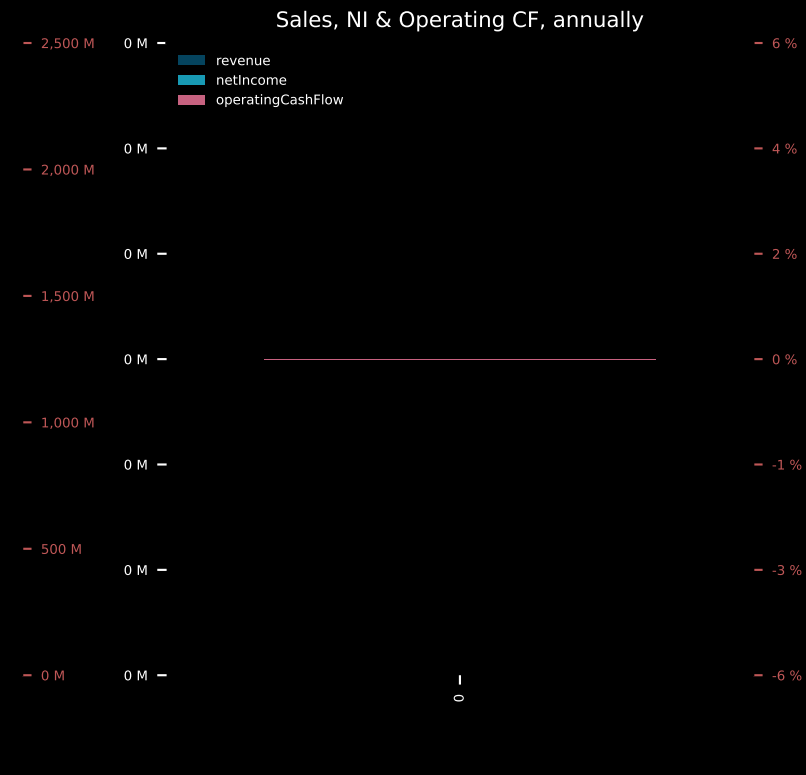 Sales, NI & Operating CF, annually
2,500 M
0 M
6 %
revenue
netIncome
operatingCashFlow
0 M
4 %
2,000 M
0 M
2 %
1,500 M
0 M
0 %
1,000 M
0 M
-1 %
500 M
0 M
-3 %
0 M
0 M
-6 %
0